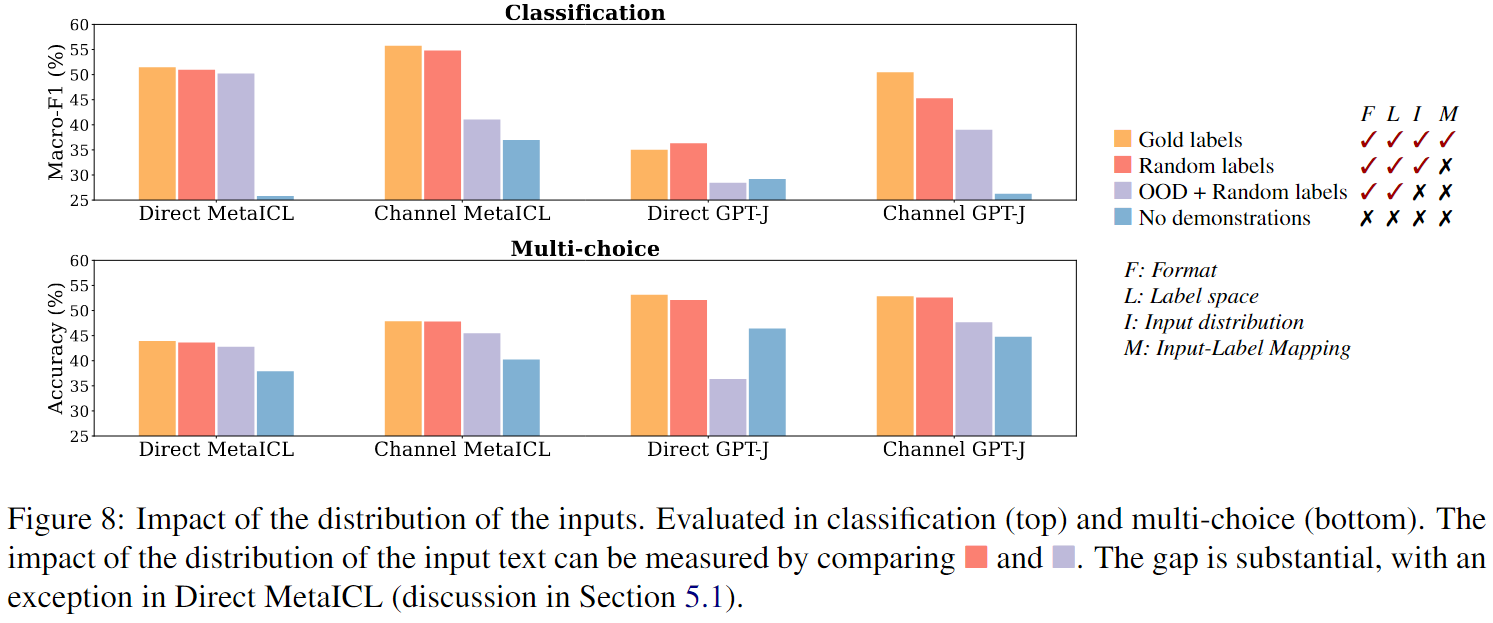 Classification
Macro-F1 (%)
60
55
50
45
40
35
30
25
Direct MetaICL Channel MetaICL Direct GPT-J Channel GPT-J
Multi-choice
Accuracy (%)
60
55
50
45
40
35
30
25
Direct MetaICL Channel MetaICL Direct GPT-J Channel GPT-J
F L I M
Gold labels ✓ ✓ ✓ ✓
Random labels ✓ ✓ ✓ ✗
OOD + Random labels ✓ ✓ ✗ ✗
No demonstrations ✗ ✗ ✗ ✗
F: Format
L: Label space
I: Input distribution
M: Input-Label Mapping
Figure 8: Impact of the distribution of the inputs. Evaluated in classification (top) and multi-choice (bottom). The
impact of the distribution of the input text can be measured by comparing ■ and ■. The gap is substantial, with an
exception in Direct MetaICL (discussion in Section 5.1).